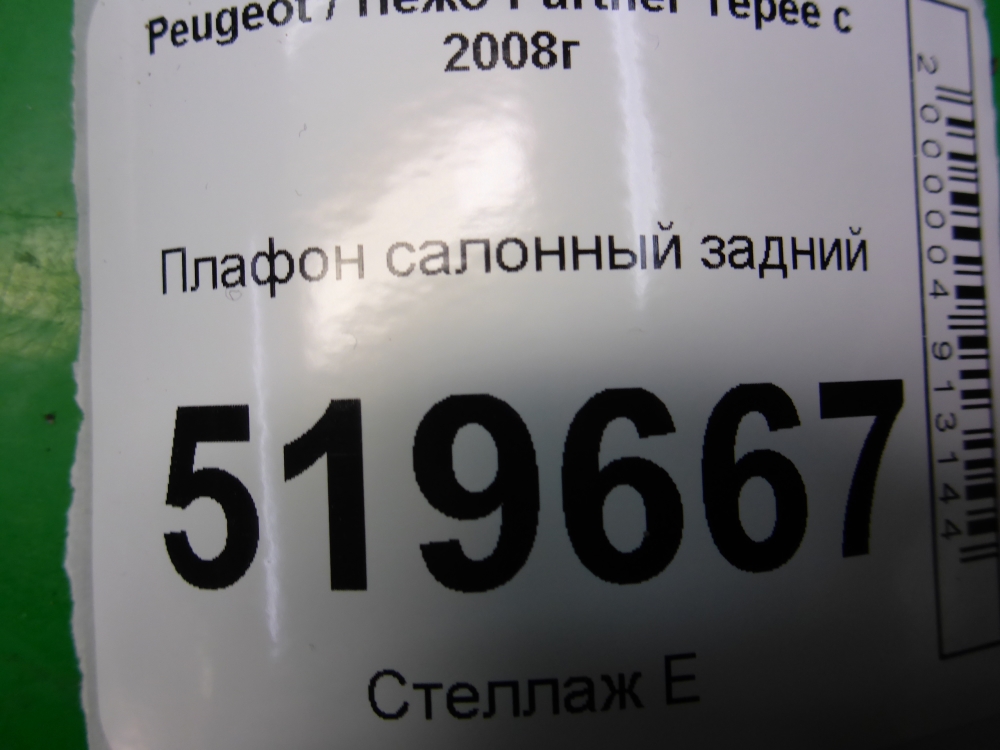 Peugeot / Пежо Partner Tepee с
2008г
Плафон салонный задний
519667
Стеллаж Е
2000004913144